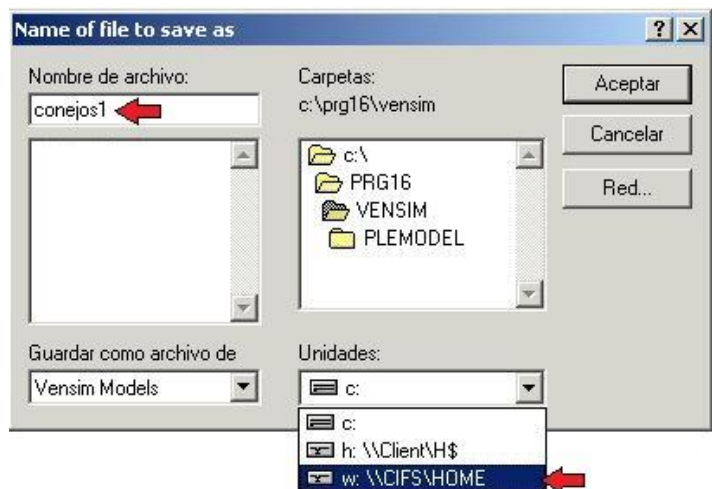 Name of file to save as
Nombre de archivo:
conejos1
Carpetas:
c:\prg16\vensim
c:\
PRG16
VENSIM
PLEMODEL
Aceptar
Cancelar
Red...
Guardar como archivo de
Vensim Models
Unidades:
c:
c:
h: \\Client\H$
w: \\CIFS\HOME